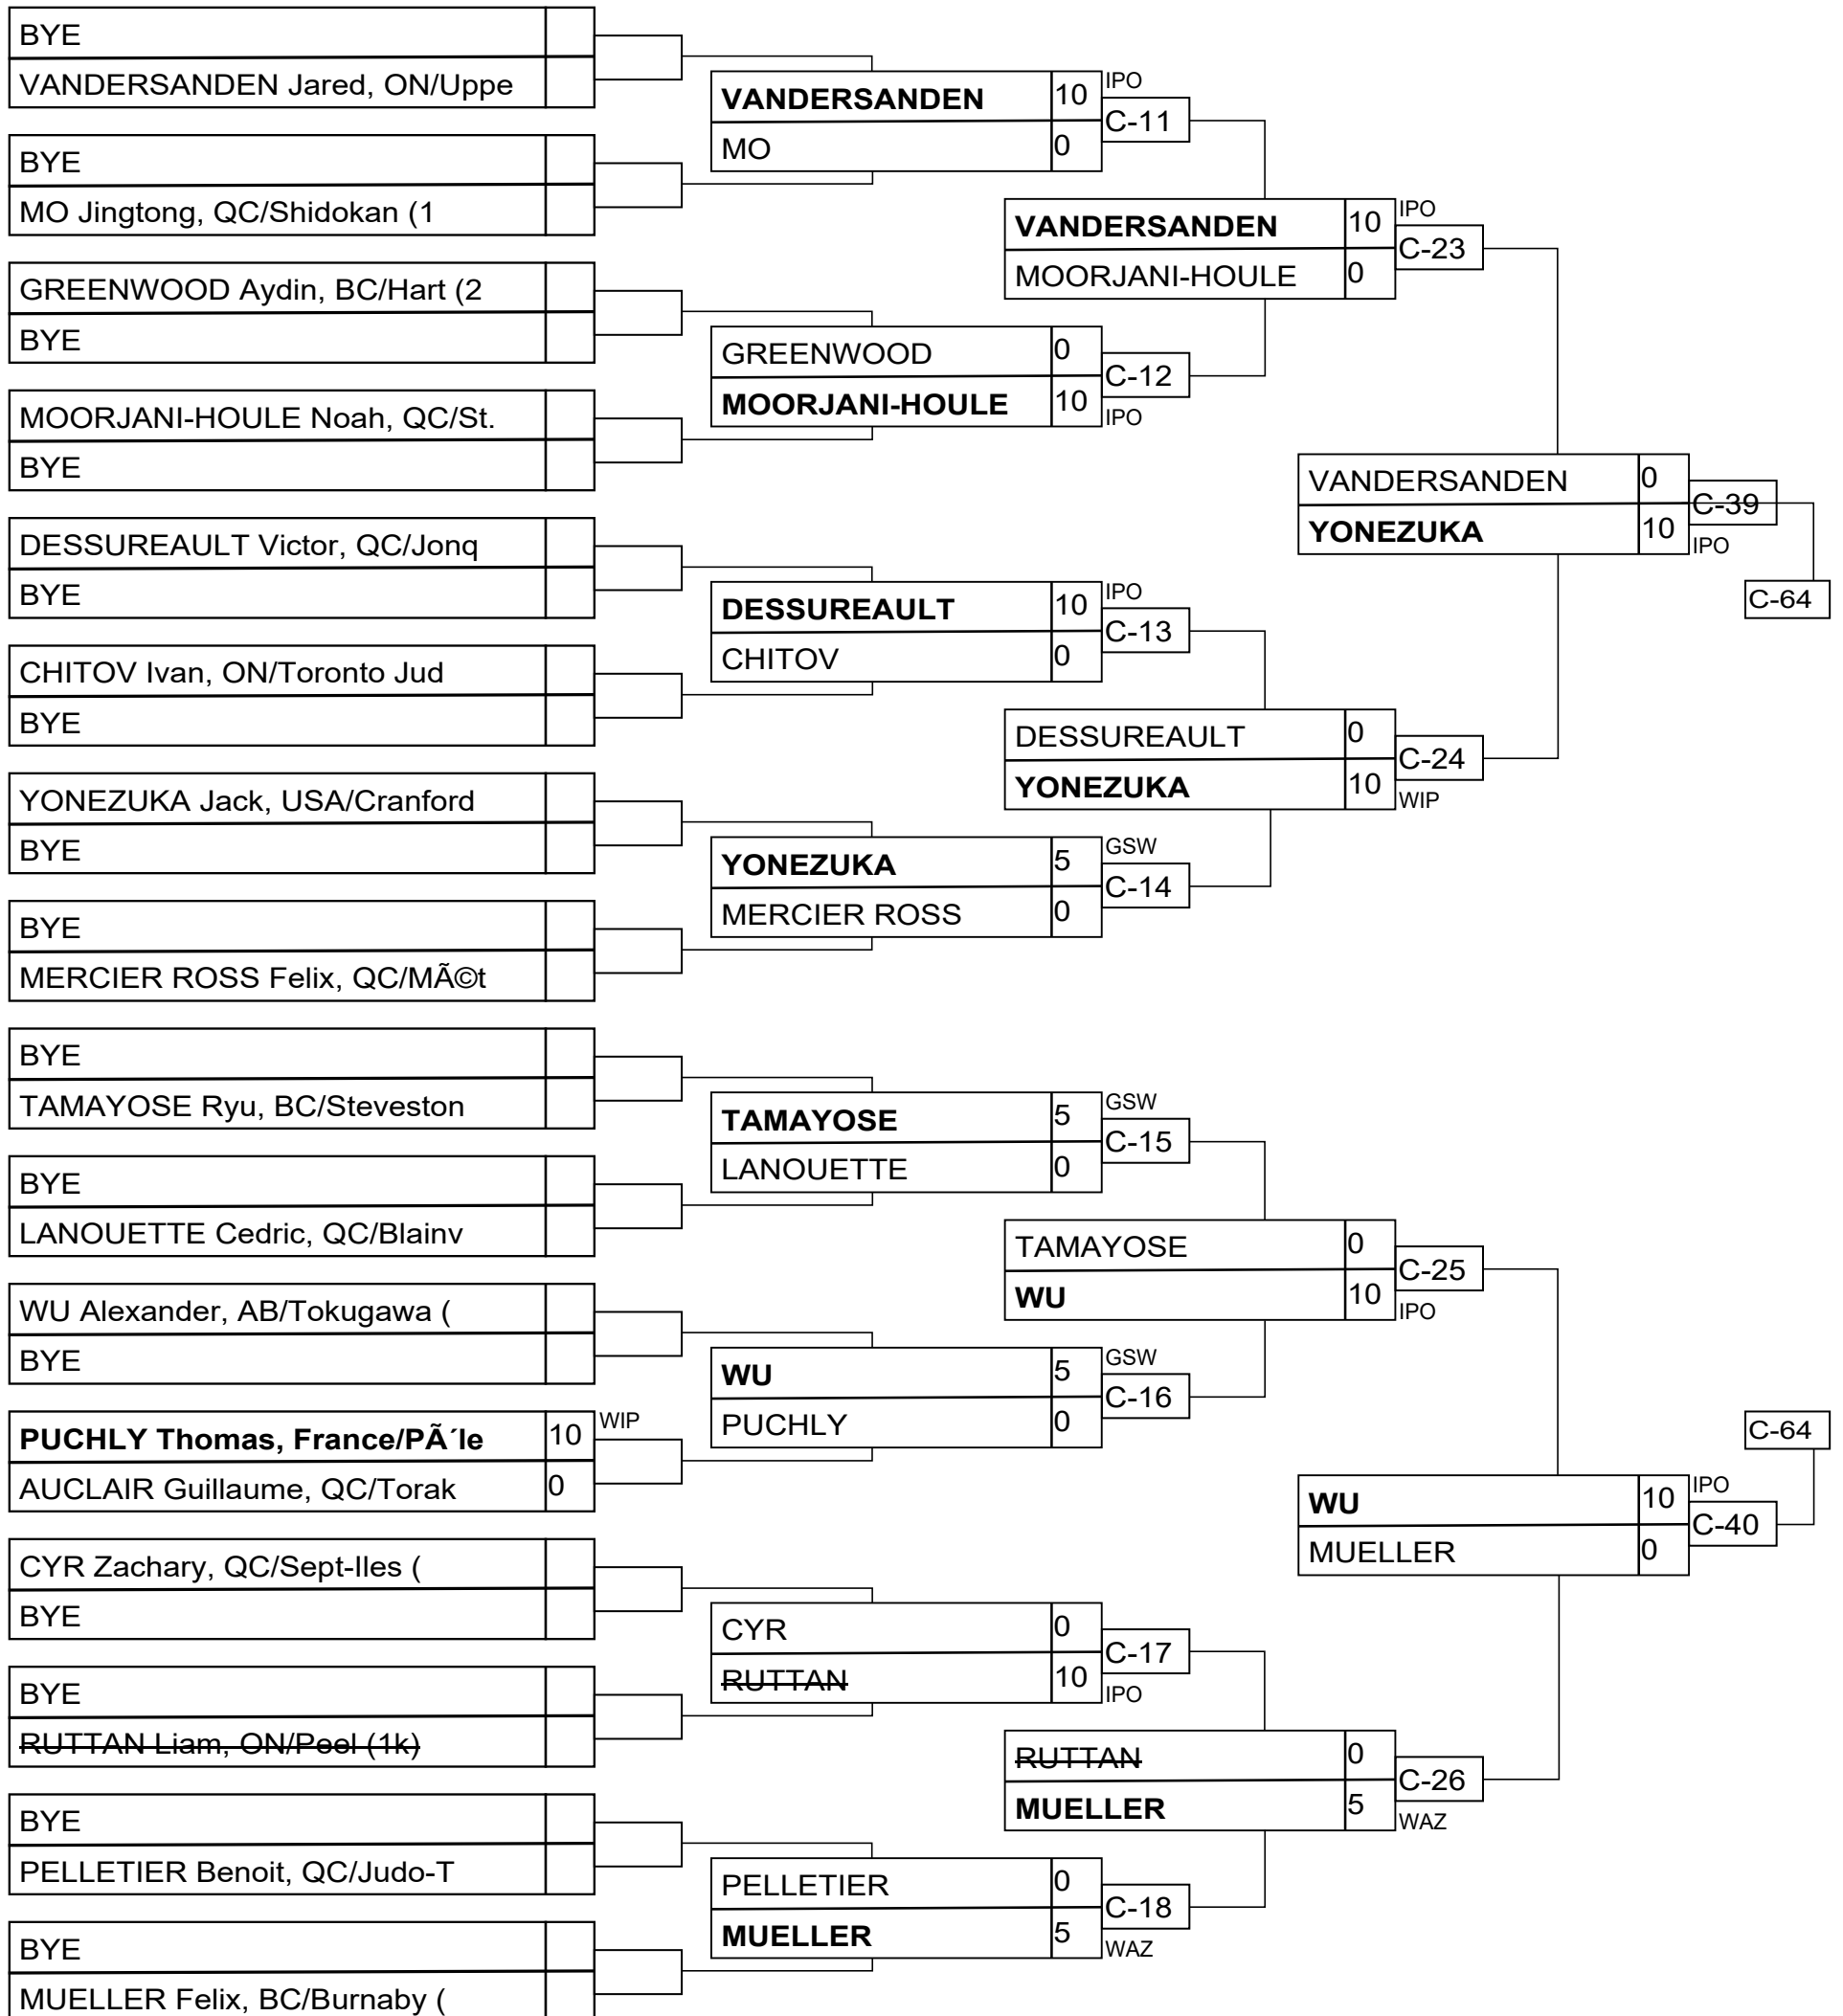 BYE
VANDERSANDEN Jared, ON/Uppe
BYE
MO Jingtong, QC/Shidokan (1
GREENWOOD Aydin, BC/Hart (2
BYE
MOORJANI-HOULE Noah, QC/St.
BYE
DESSUREAULT Victor, QC/Jonq
BYE
CHITOV Ivan, ON/Toronto Jud
BYE
YONEZUKA Jack, USA/Cranford
BYE
BYE
MERCIER ROSS Felix, QC/MÃ©t
BYE
TAMAYOSE Ryu, BC/Steveston
BYE
LANOUETTE Cedric, QC/Blainv
WU Alexander, AB/Tokugawa (
BYE
PUCHLY Thomas, France/PÃ´le 10 WIP
AUCLAIR Guillaume, QC/Torak 0
CYR Zachary, QC/Sept-Iles (
BYE
BYE
RUTTAN Liam, ON/Peel (1k)
BYE
PELLETIER Benoit, QC/Judo-T
BYE
MUELLER Felix, BC/Burnaby (
VANDERSANDEN 10 IPO
C-11
MO 0
GREENWOOD 0
C-12
MOORJANI-HOULE 10 IPO
DESSUREAULT 10 IPO
C-13
CHITOV 0
YONEZUKA 5 GSW
C-14
MERCIER ROSS 0
TAMAYOSE 5 GSW
C-15
LANOUETTE 0
WU 5 GSW
C-16
PUCHLY 0
CYR 0
C-17
RUTTAN 10 IPO
PELLETIER 0
C-18
MUELLER 5 WAZ
VANDERSANDEN 10 IPO
C-23
MOORJANI-HOULE 0
DESSUREAULT 0
C-24
YONEZUKA 10 WIP
TAMAYOSE 0
C-25
WU 10 IPO
RUTTAN 0
C-26
MUELLER 5 WAZ
VANDERSANDEN 0
C-39
YONEZUKA 10 IPO
C-64
C-64
WU 10 IPO
C-40
MUELLER 0